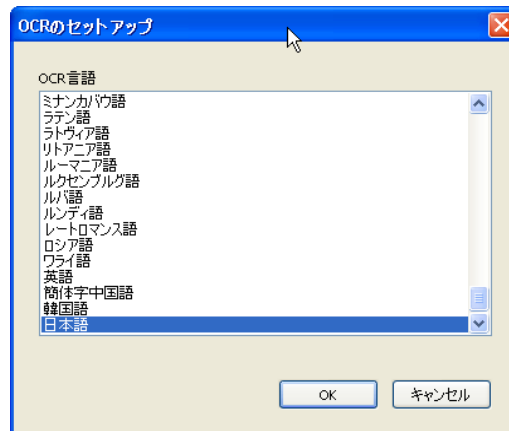 OCRのセットアップ
OCR言語
ミナンカバウ語
ラテン語
ラトヴィア語
リトアニア語
ルーマニア語
ルクセンブルグ語
ルバ語
ルンディ語
レートロマンス語
ロシア語
ワライ語
英語
簡体字中国語
韓国語
日本語
OK
キャンセル